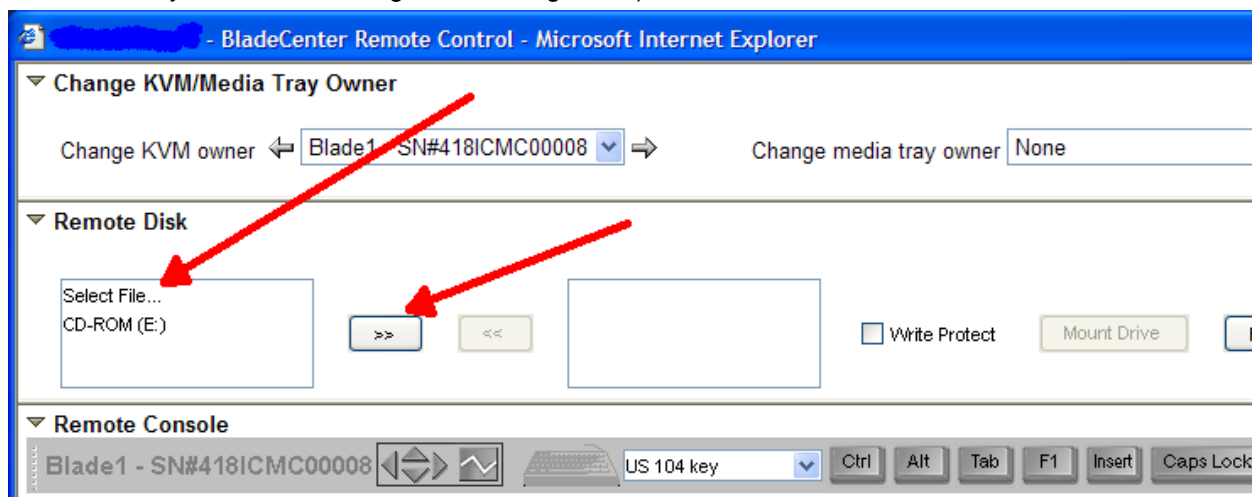 - BladeCenter Remote Control - Microsoft Internet Explorer
Change KVM/Media Tray Owner
Change KVM owner Blade1 - SN#418ICMC00008 Change media tray owner None
Remote Disk
Select File...
CD-ROM (E:)
>> << Write Protect Mount Drive
Remote Console
Blade1 - SN#418ICMC00008 US 104 key Ctrl Alt Tab F1 Insert Caps Lock